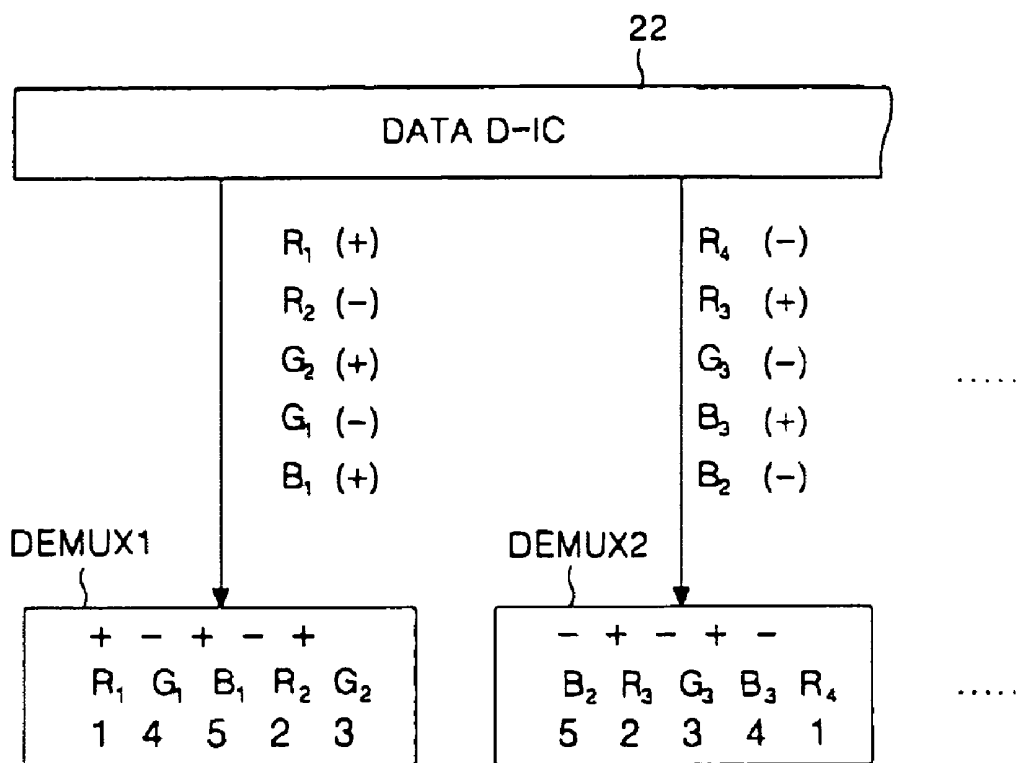 22
DATA D-IC
R₁ (+)
R₂ (-)
G₂ (+)
G₁ (-)
B₁ (+)
R₄ (-)
R₃ (+)
G₃ (-)
B₃ (+)
B₂ (-)
.....
DEMUX1
+ - + - +
R₁ G₁ B₁ R₂ G₂
1 4 5 2 3
DEMUX2
- + - + -
B₂ R₃ G₃ B₃ R₄
5 2 3 4 1
.....